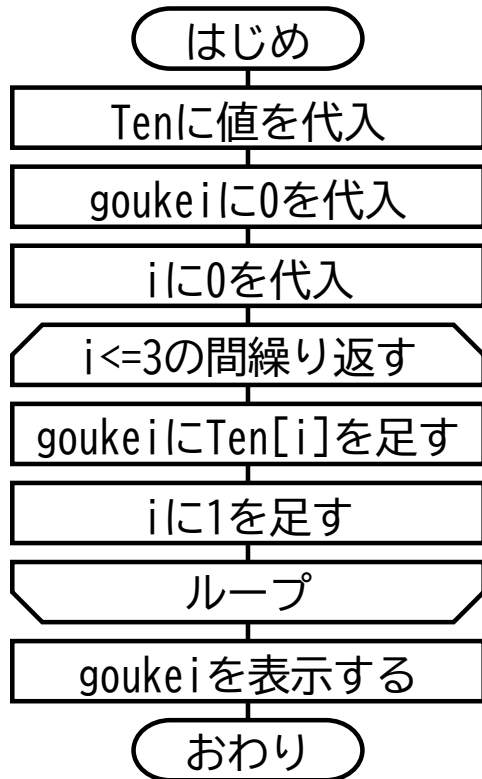 はじめ
Tenに値を代入
goukeiに0を代入
iに0を代入
i<=3の間繰り返す
goukeiにTen[i]を足す
iに1を足す
ループ
goukeiを表示する
おわり